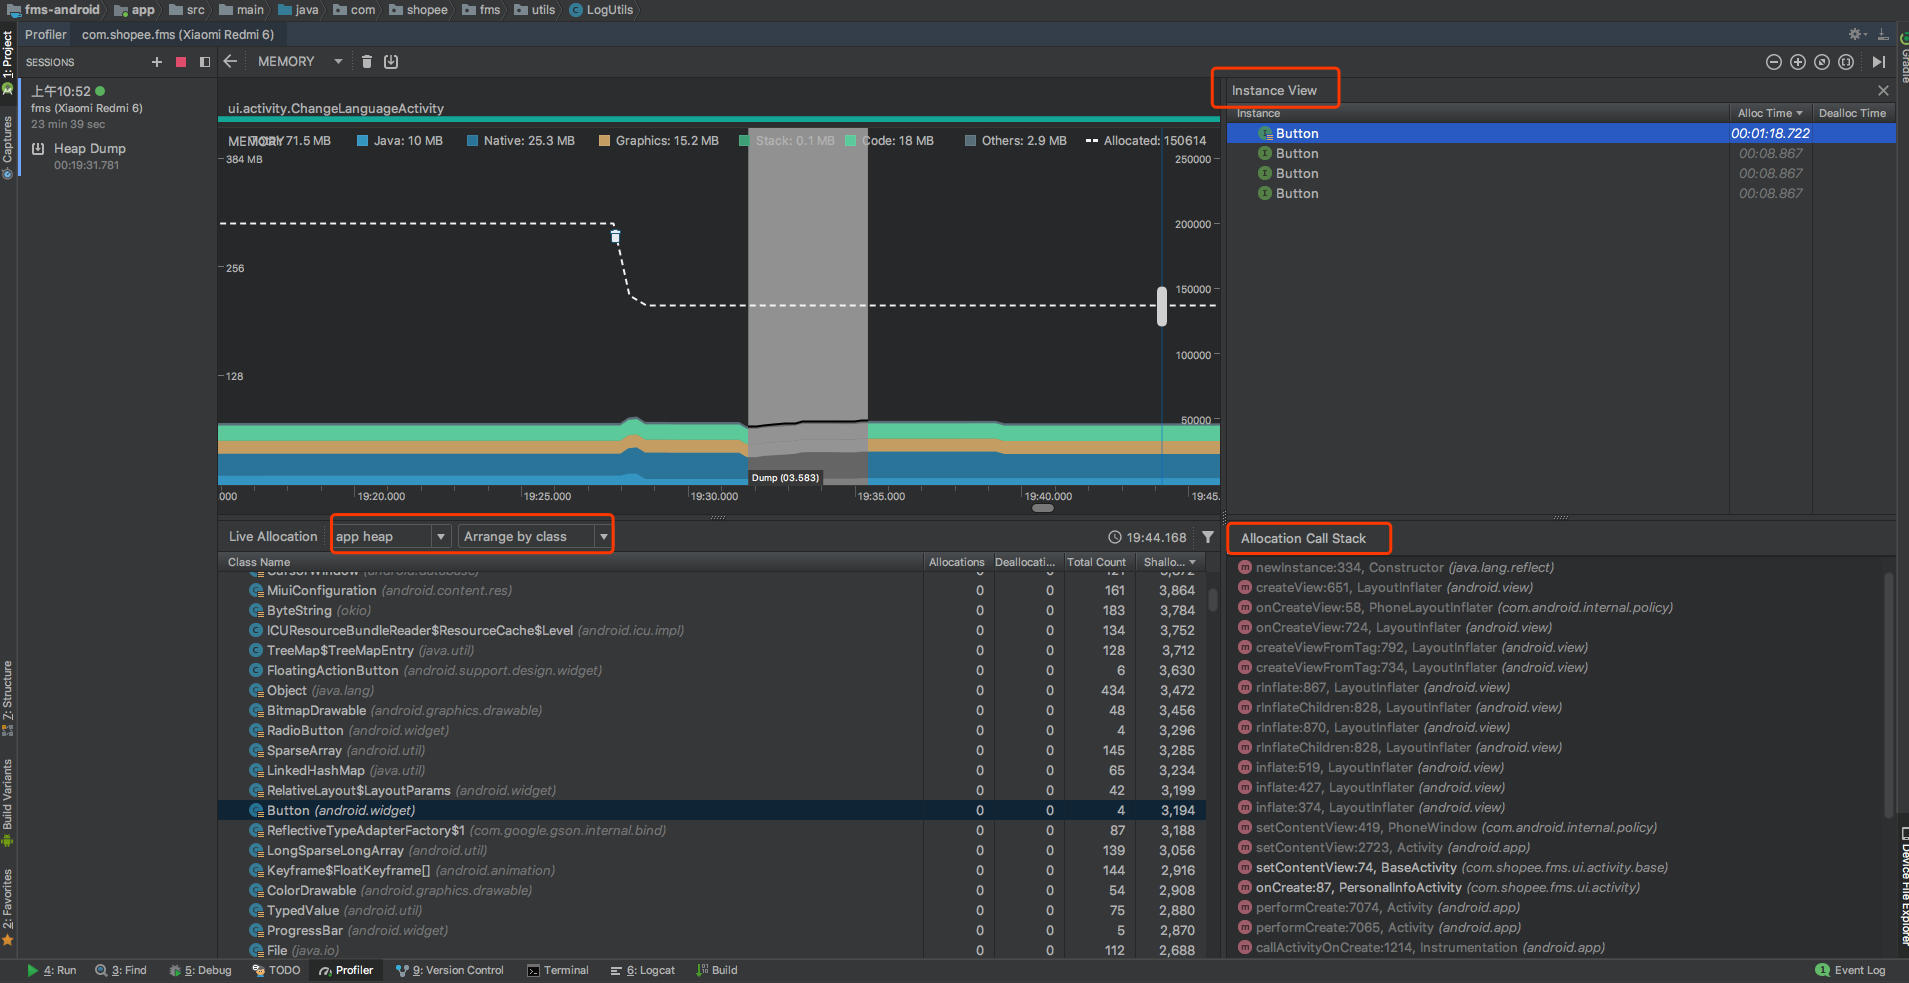 fms-android app src main java com shopee fms utils LogUtils
Profiler com.shopee.fms (Xiaomi Redmi 6)
SESSIONS
MEMORY
上午10:52
fms (Xiaomi Redmi 6)
23 min 39 sec
Heap Dump
00:19:31.781
1: Project
Captures
Z: Structure
Build Variants
2: Favorites
ui.activity.ChangeLanguageActivity
MEMORY 71.5 MB Java: 10 MB Native: 25.3 MB Graphics: 15.2 MB Stack: 0.1 MB Code: 18 MB Others: 2.9 MB Allocated: 150614
384 MB 250000
200000
256
150000
100000
128
50000
Dump (03.583)
000 19:20.000 19:25.000 19:30.000 19:35.000 19:40.000 19:45.
Live Allocation app heap Arrange by class 19:44.168
Class Name Allocations Deallocati... Total Count Shallo...
CursorWindow (android.database)
MiuiConfiguration (android.content.res) 0 0 161 3,864
ByteString (okio) 0 0 183 3,784
ICUResourceBundleReader$ResourceCache$Level (android.icu.impl) 0 0 134 3,752
TreeMap$TreeMapEntry (java.util) 0 0 128 3,712
FloatingActionButton (android.support.design.widget) 0 0 6 3,630
Object (java.lang) 0 0 434 3,472
BitmapDrawable (android.graphics.drawable) 0 0 48 3,456
RadioButton (android.widget) 0 0 4 3,296
SparseArray (android.util) 0 0 145 3,285
LinkedHashMap (java.util) 0 0 65 3,234
RelativeLayout$LayoutParams (android.widget) 0 0 42 3,199
Button (android.widget) 0 0 4 3,194
ReflectiveTypeAdapterFactory$1 (com.google.gson.internal.bind) 0 0 87 3,188
LongSparseLongArray (android.util) 0 0 139 3,056
Keyframe$FloatKeyframe[] (android.animation) 0 0 144 2,916
ColorDrawable (android.graphics.drawable) 0 0 54 2,908
TypedValue (android.util) 0 0 75 2,880
ProgressBar (android.widget) 0 0 5 2,870
File (java.io) 0 0 112 2,688
Instance View
Instance Alloc Time Dealloc Time
Button 00:01:18.722
Button 00:08.867
Button 00:08.867
Button 00:08.867
Allocation Call Stack
newInstance:334, Constructor (java.lang.reflect)
createView:651, LayoutInflater (android.view)
onCreateView:58, PhoneLayoutInflater (com.android.internal.policy)
onCreateView:724, LayoutInflater (android.view)
createViewFromTag:792, LayoutInflater (android.view)
createViewFromTag:734, LayoutInflater (android.view)
rInflate:867, LayoutInflater (android.view)
rInflateChildren:828, LayoutInflater (android.view)
rInflate:870, LayoutInflater (android.view)
rInflateChildren:828, LayoutInflater (android.view)
inflate:519, LayoutInflater (android.view)
inflate:427, LayoutInflater (android.view)
inflate:374, LayoutInflater (android.view)
setContentView:419, PhoneWindow (com.android.internal.policy)
setContentView:2723, Activity (android.app)
setContentView:74, BaseActivity (com.shopee.fms.ui.activity.base)
onCreate:87, PersonalInfoActivity (com.shopee.fms.ui.activity)
performCreate:7074, Activity (android.app)
performCreate:7065, Activity (android.app)
callActivityOnCreate:1214, Instrumentation (android.app)
Gradle
Device File Explorer
4: Run 3: Find 5: Debug TODO Profiler 9: Version Control Terminal 6: Logcat Build 1 Event Log